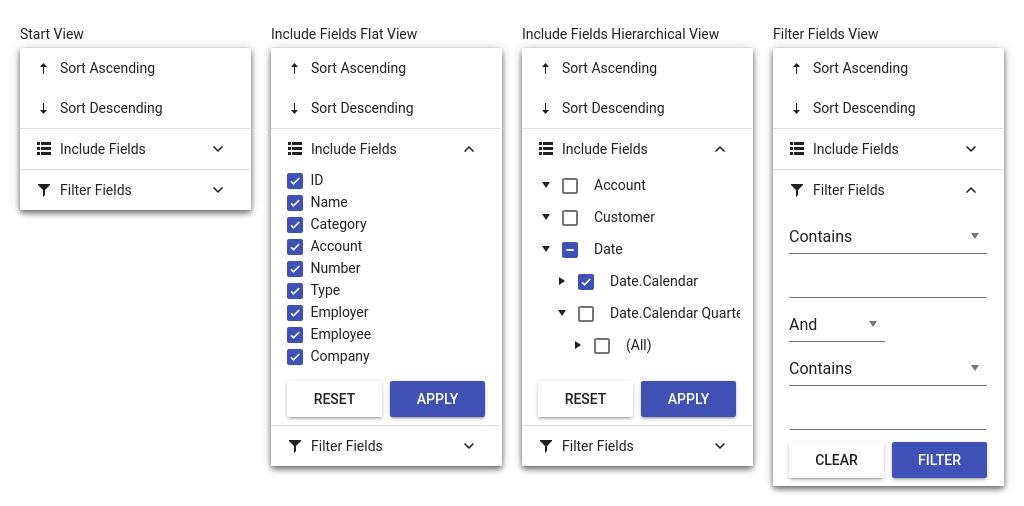 Start View
Sort Ascending
Sort Descending
Include Fields
Filter Fields
Include Fields Flat View
Sort Ascending
Sort Descending
Include Fields
ID
Name
Category
Account
Number
Type
Employer
Employee
Company
RESET APPLY
Filter Fields
Include Fields Hierarchical View
Sort Ascending
Sort Descending
Include Fields
Account
Customer
Date
Date.Calendar
Date.Calendar Quarte
(All)
RESET APPLY
Filter Fields
Filter Fields View
Sort Ascending
Sort Descending
Include Fields
Filter Fields
Contains
And
Contains
CLEAR FILTER